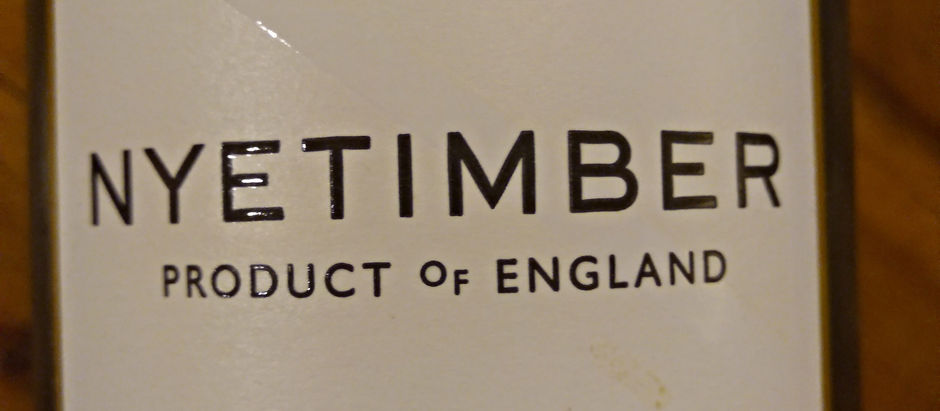 NYETIMBER
PRODUCT OF ENGLAND